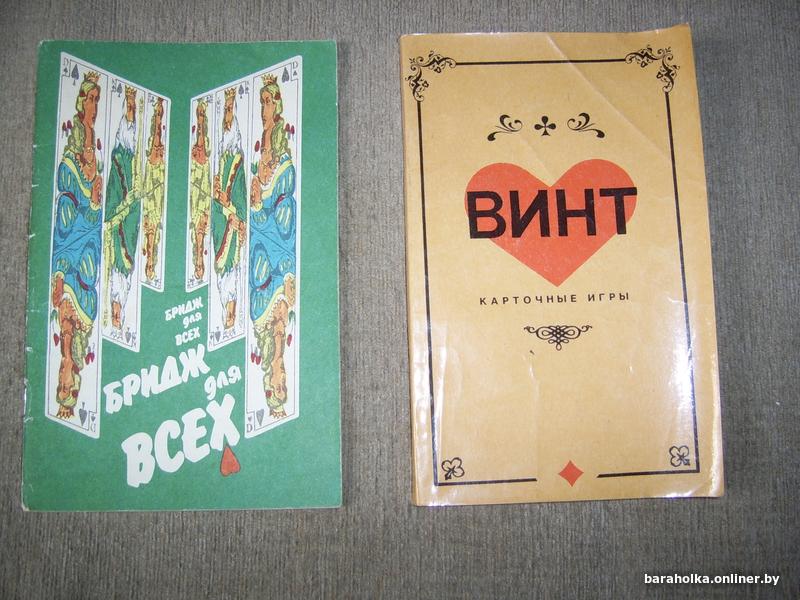 БРИДЖ
для
ВСЕХ
БРИДЖ
для
ВСЕХ
ВИНТ
КАРТОЧНЫЕ ИГРЫ
baraholka.onliner.by